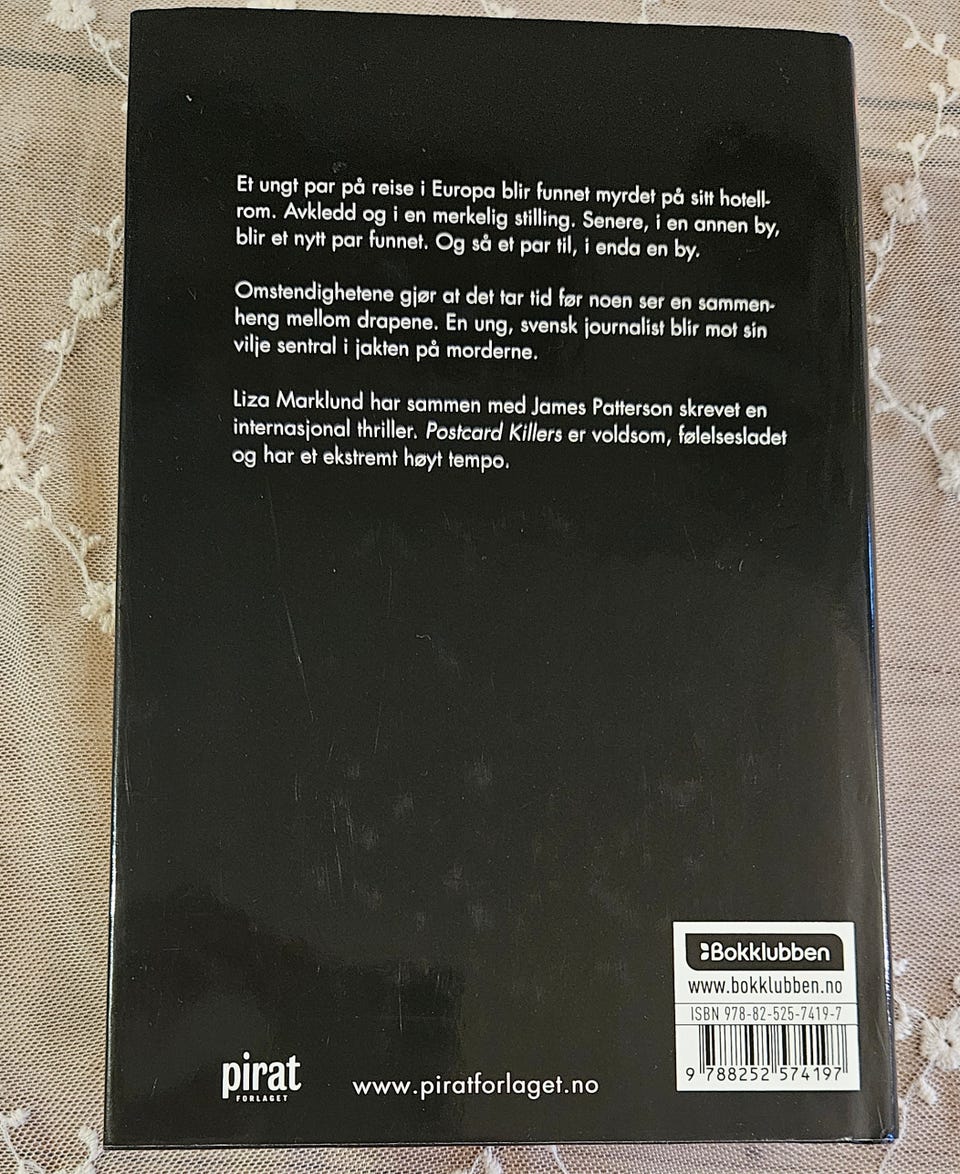 Et ungt par på reise i Europa blir funnet myrdet på sitt hotell-
rom. Avkledd og i en merkelig stilling. Senere, i en annen by,
blir et nytt par funnet. Og så et par til, i enda en by.
Omstendighetene gjør at det tar tid før noen ser en sammen-
heng mellom drapene. En ung, svensk journalist blir mot sin
vilje sentral i jakten på morderne.
Liza Marklund har sammen med James Patterson skrevet en
internasjonal thriller. Postcard Killers er voldsom, følelsesladet
og har et ekstremt høyt tempo.
Bokklubben
www.bokklubben.no
ISBN 978-82-525-7419-7
9 788252 574197
pirat
FORLAGET
www.piratforlaget.no